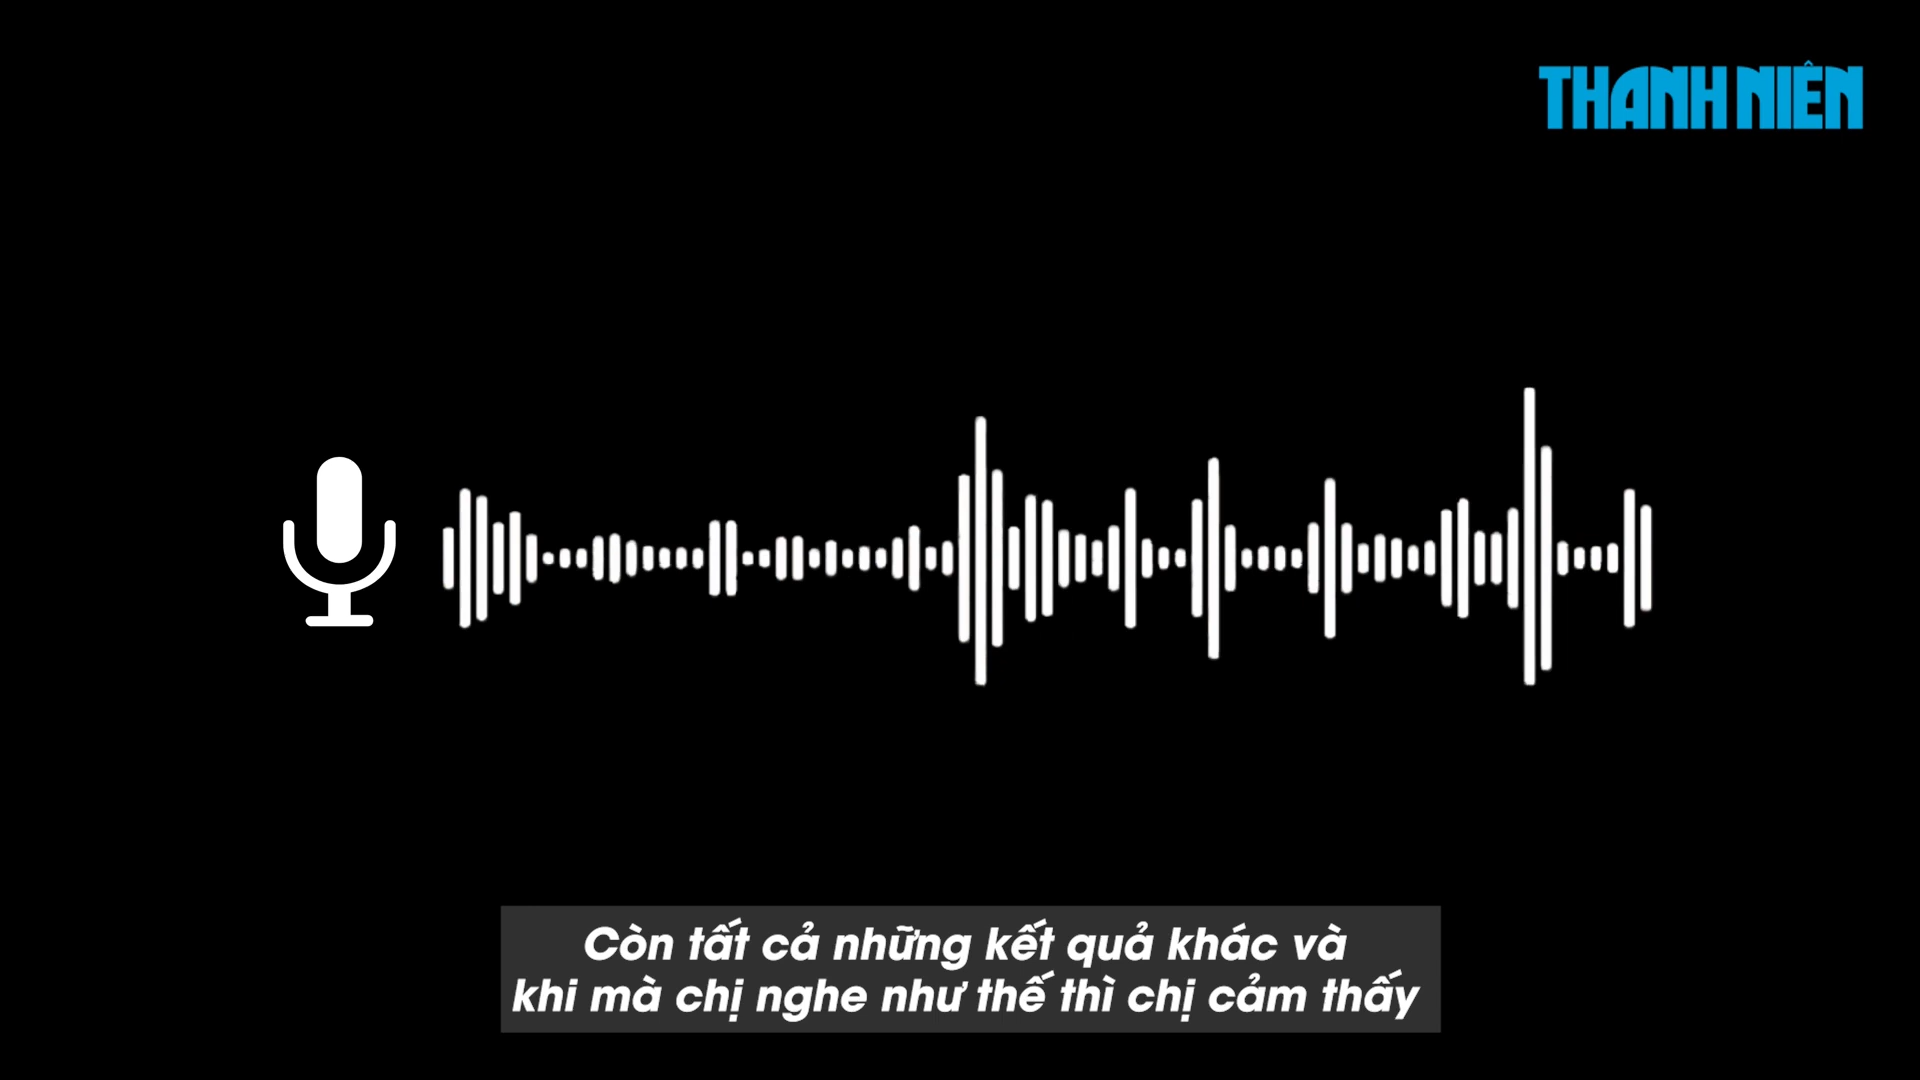 THANH NIÊN
Còn tất cả những kết quả khác và
khi mà chị nghe như thế thì chị cảm thấy